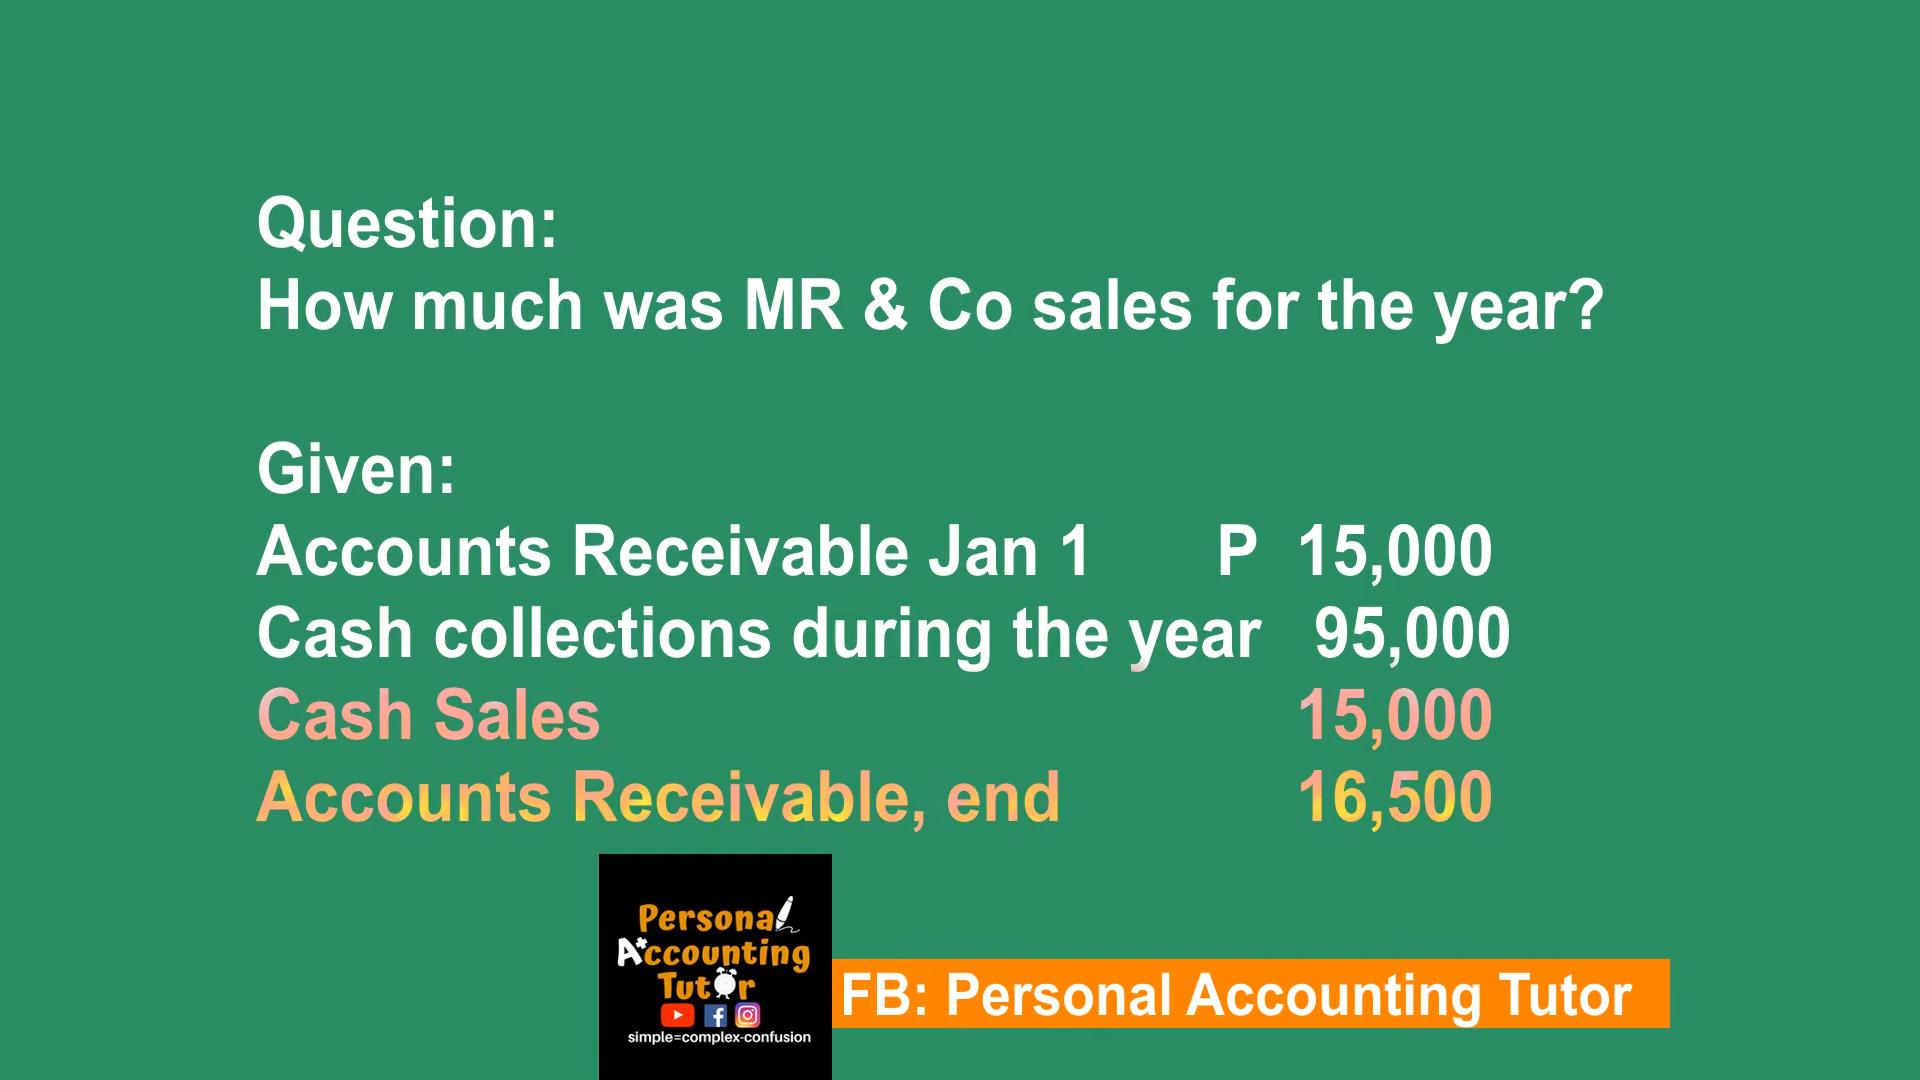 Question:
How much was MR & Co sales for the year?
Given:
Accounts Receivable Jan 1 P 15,000
Cash collections during the year 95,000
Cash Sales 15,000
Accounts Receivable, end 16,500
Personal
A+ccounting
Tutor
simple=complex-confusion
FB: Personal Accounting Tutor